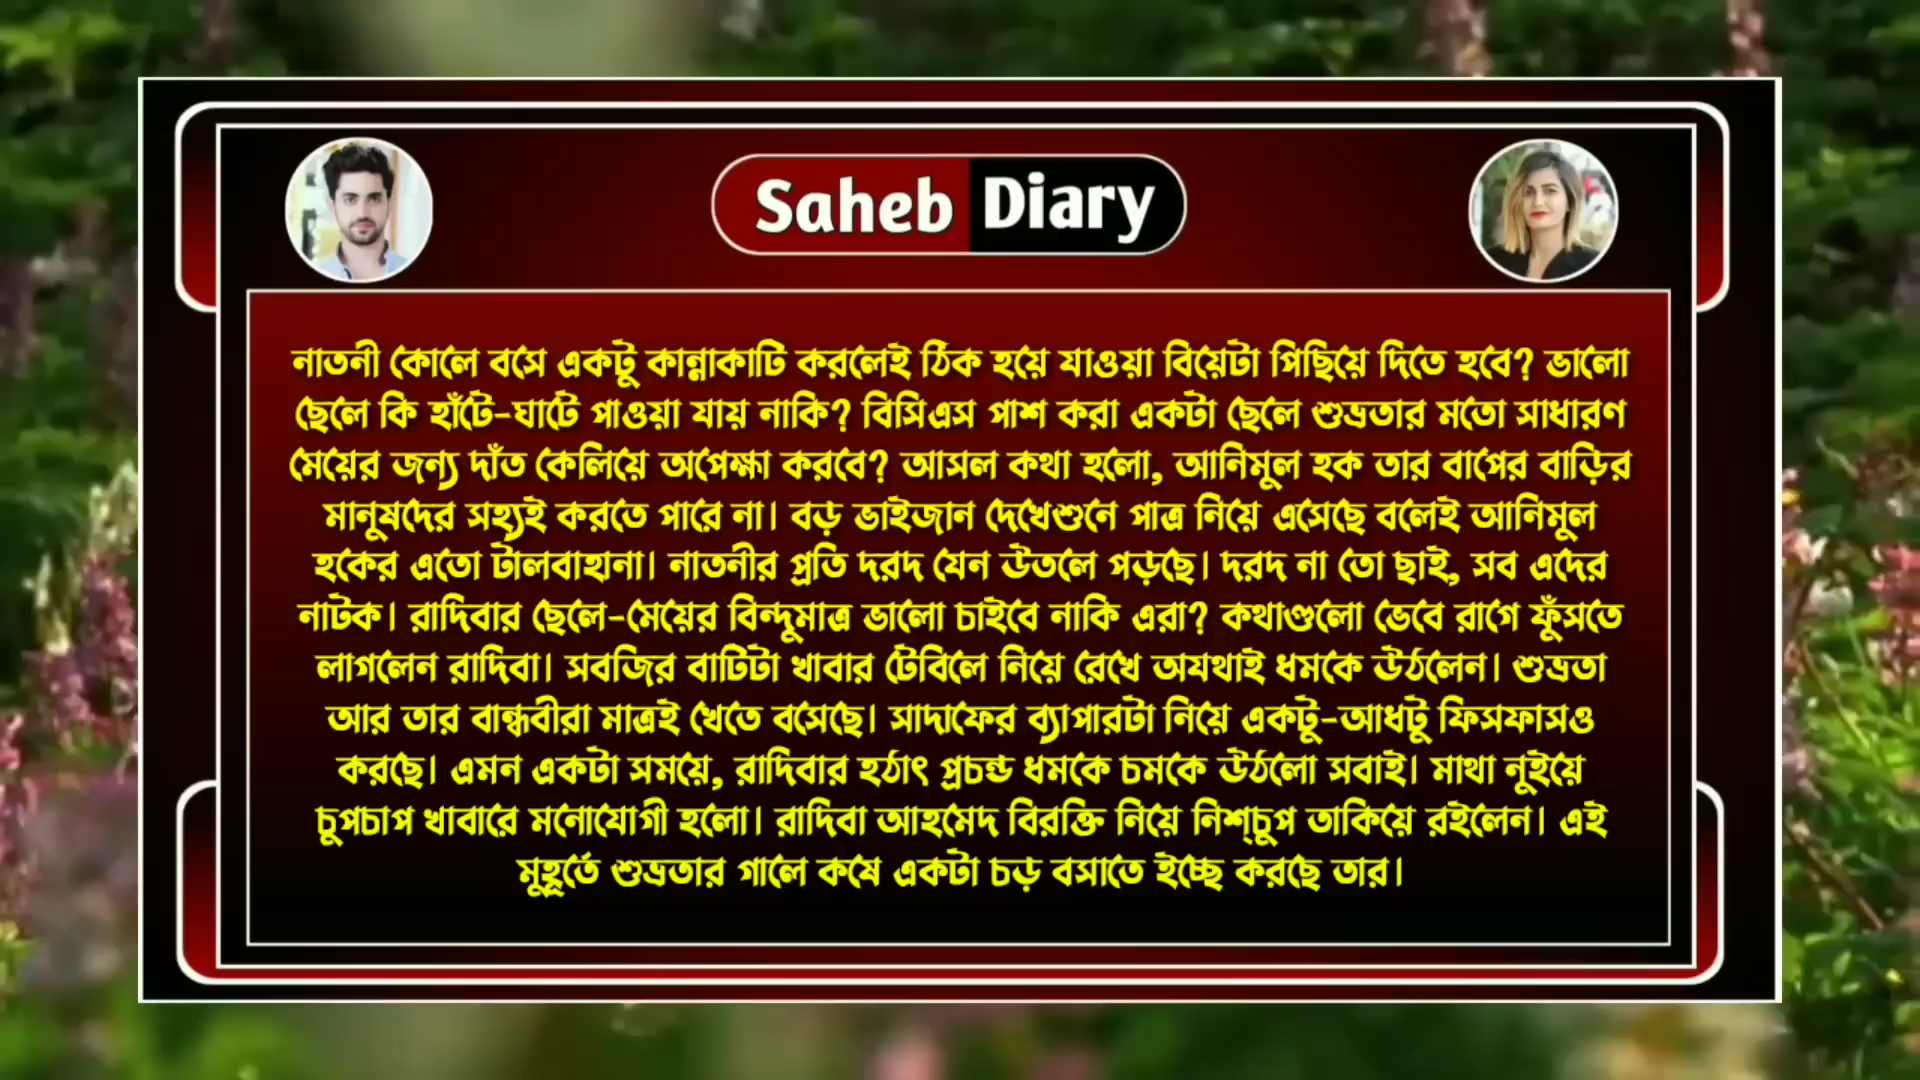 Saheb Diary
নাতনী কোলে বসে একটু কান্নাকাটি করলেই ঠিক হয়ে যাওয়া বিয়েটা পিছিয়ে দিতে হবে? ভালো
ছেলে কি হাঁটে-ঘাটে পাওয়া যায় নাকি? বিসিএস পাশ করা একটা ছেলে শুভ্রতার মতো সাধারণ
মেয়ের জন্য দাঁত কেলিয়ে অপেক্ষা করবে? আসল কথা হলো, আনিমুল হক তার বাপের বাড়ির
মানুষদের সহ্যই করতে পারে না। বড় ভাইজান দেখেশুনে পাত্র নিয়ে এসেছে বলেই আনিমুল
হকের এতো টালবাহানা। নাতনীর প্রতি দরদ যেন উতলে পড়ছে। দরদ না তো ছাই, সব এদের
নাটক। রাদিবার ছেলে-মেয়ের বিন্দুমাত্র ভালো চাইবে নাকি এরা? কথাগুলো ভেবে রাগে ফুঁসতে
লাগলেন রাদিবা। সবজির বাটিটা খাবার টেবিলে নিয়ে রেখে অযথাই ধমকে উঠলেন। শুভ্রতা
আর তার বান্ধবীরা মাত্রই খেতে বসেছে। সাদাফের ব্যাপারটা নিয়ে একটু-আধটু ফিসফাসও
করছে। এমন একটা সময়ে, রাদিবার হঠাৎ প্রচন্ড ধমকে চমকে উঠলো সবাই। মাথা নুইয়ে
চুপচাপ খাবারে মনোযোগী হলো। রাদিবা আহমেদ বিরক্তি নিয়ে নিশ্চুপ তাকিয়ে রইলেন। এই
মুহূর্তে শুভ্রতার গালে কষে একটা চড় বসাতে ইচ্ছে করছে তার।